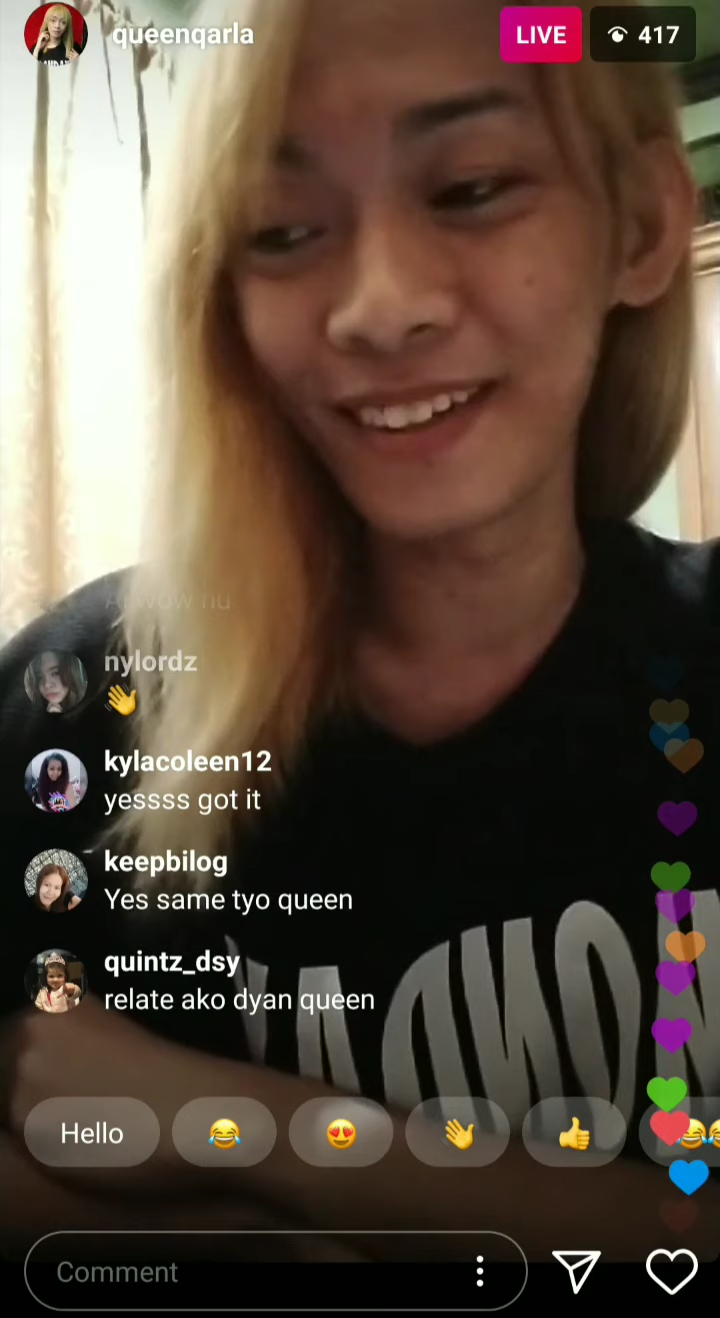 queenqarla
LIVE
417
nylordz
👋
kylacoleen12
yessss got it
keepbilog
Yes same tyo queen
quintz_dsy
relate ako dyan queen
MONDAY
Hello
Comment